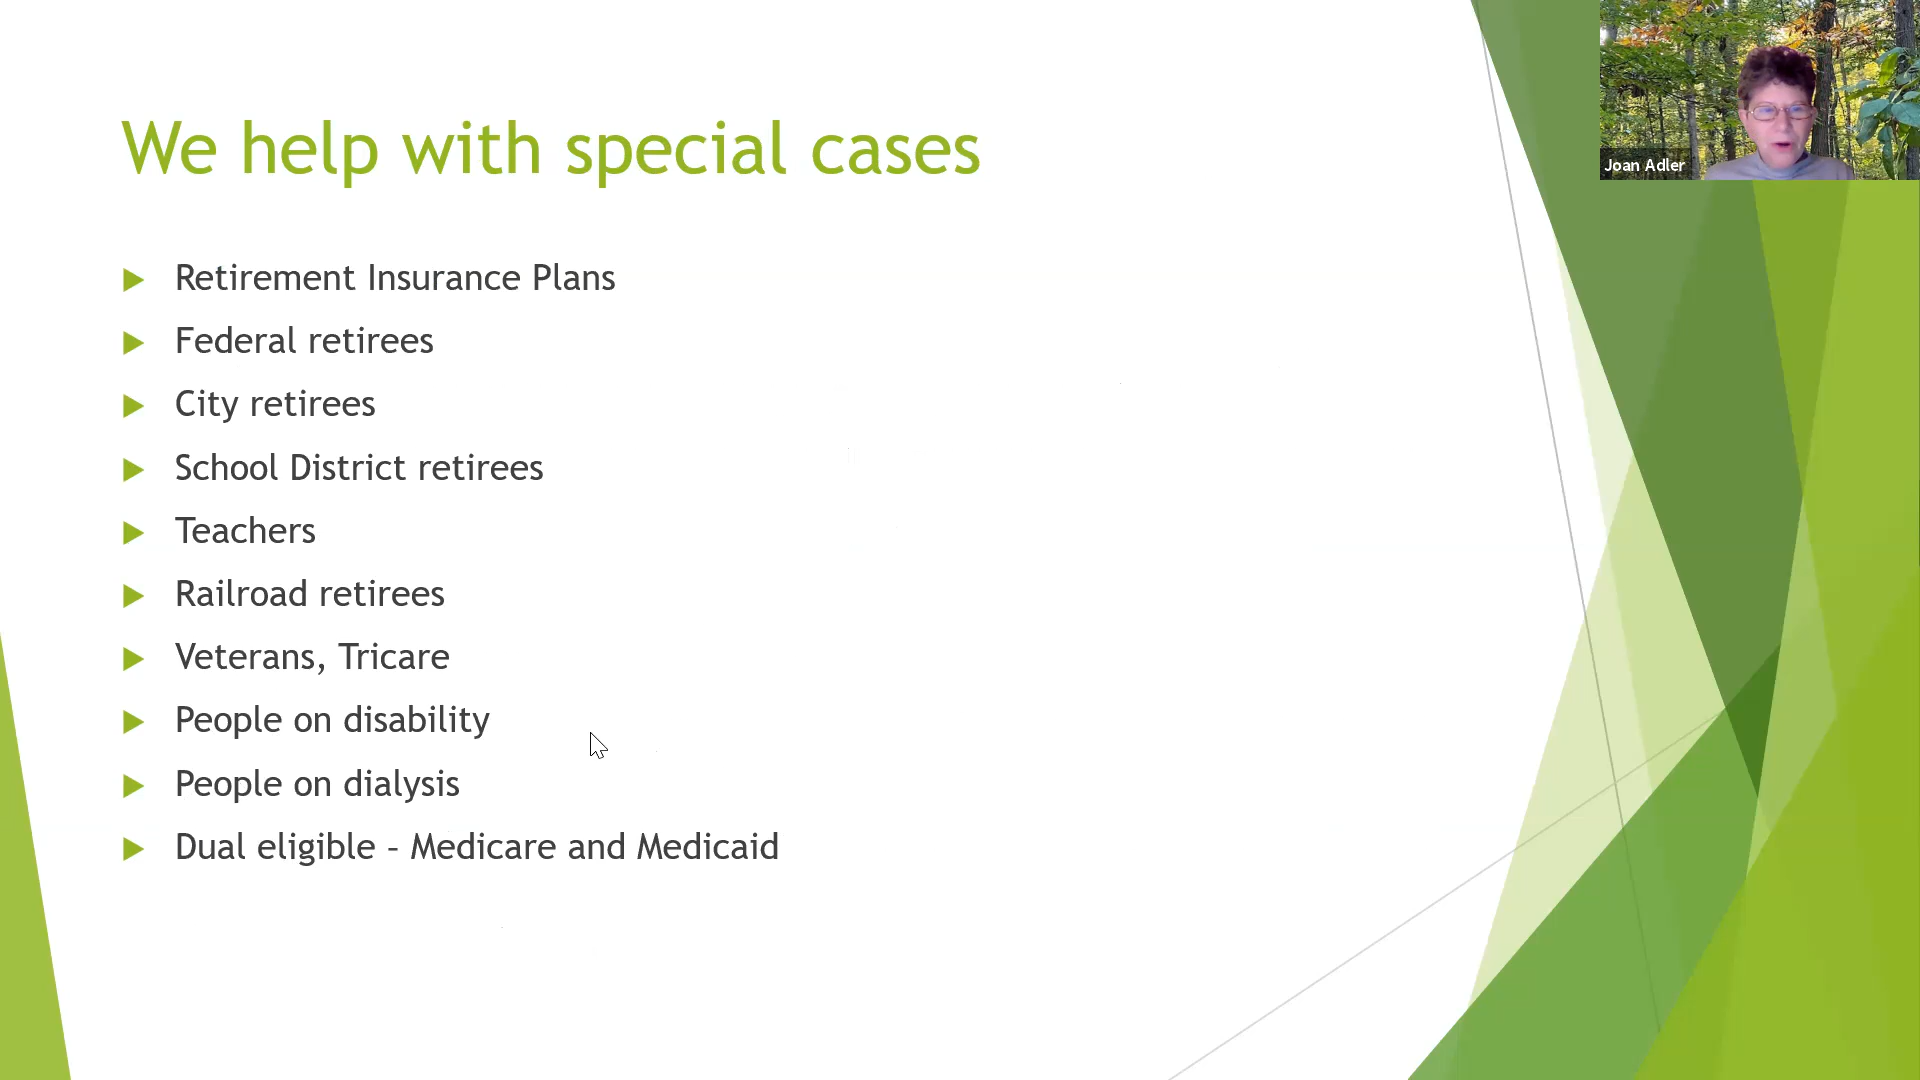 We help with special cases
Retirement Insurance Plans
Federal retirees
City retirees
School District retirees
Teachers
Railroad retirees
Veterans, Tricare
People on disability
People on dialysis
Dual eligible – Medicare and Medicaid
Joan Adler